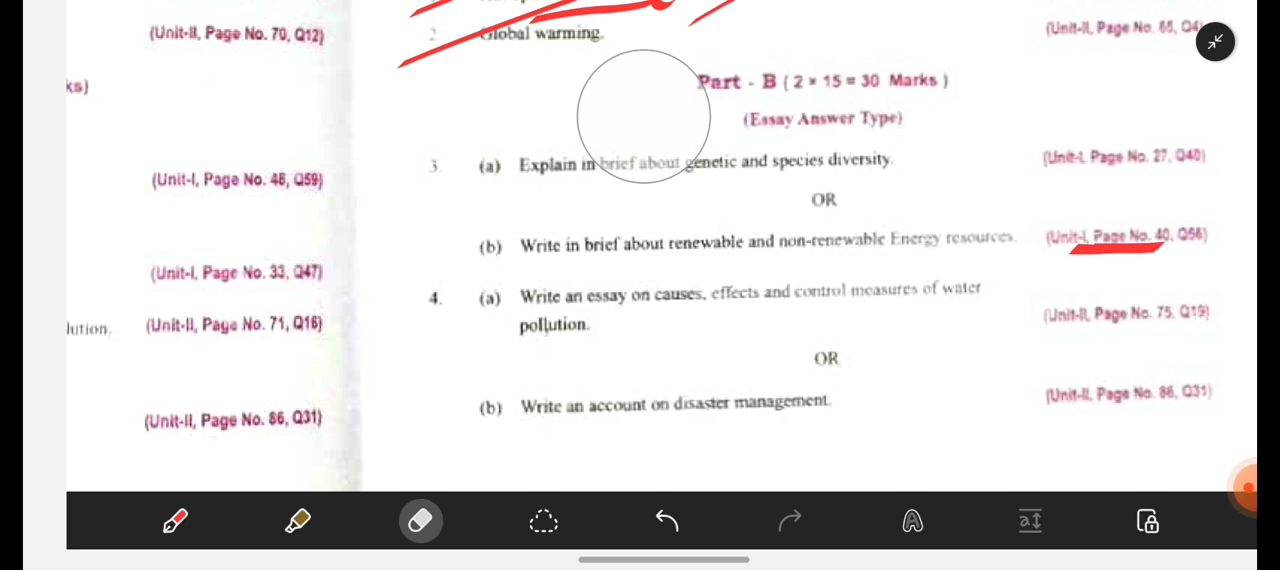 (Unit-II, Page No. 70, Q12)
ks)
(Unit-I, Page No. 46, Q59)
(Unit-I, Page No. 33, Q47)
lution. (Unit-II, Page No. 71, Q16)
(Unit-II, Page No. 86, Q31)
2 Global warming. (Unit-II, Page No. 65, Q4)
Part - B ( 2 × 15 = 30 Marks )
(Essay Answer Type)
3. (a) Explain in brief about genetic and species diversity. (Unit-I, Page No. 27, Q40)
OR
(b) Write in brief about renewable and non-renewable Energy resources. (Unit-I, Page No. 40, Q56)
4. (a) Write an essay on causes, effects and control measures of water
pollution. (Unit-II, Page No. 75, Q19)
OR
(b) Write an account on disaster management. (Unit-II, Page No. 86, Q31)